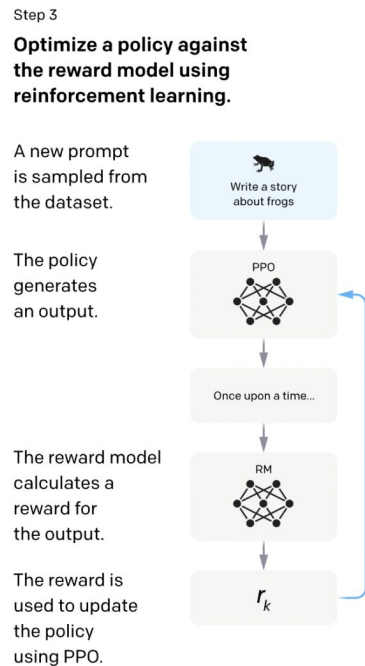 Step 3
Optimize a policy against
the reward model using
reinforcement learning.
A new prompt
is sampled from
the dataset.
Write a story
about frogs
The policy
generates
an output.
PPO
Once upon a time...
The reward model
calculates a
reward for
the output.
RM
The reward is
used to update
the policy
using PPO.
r_k